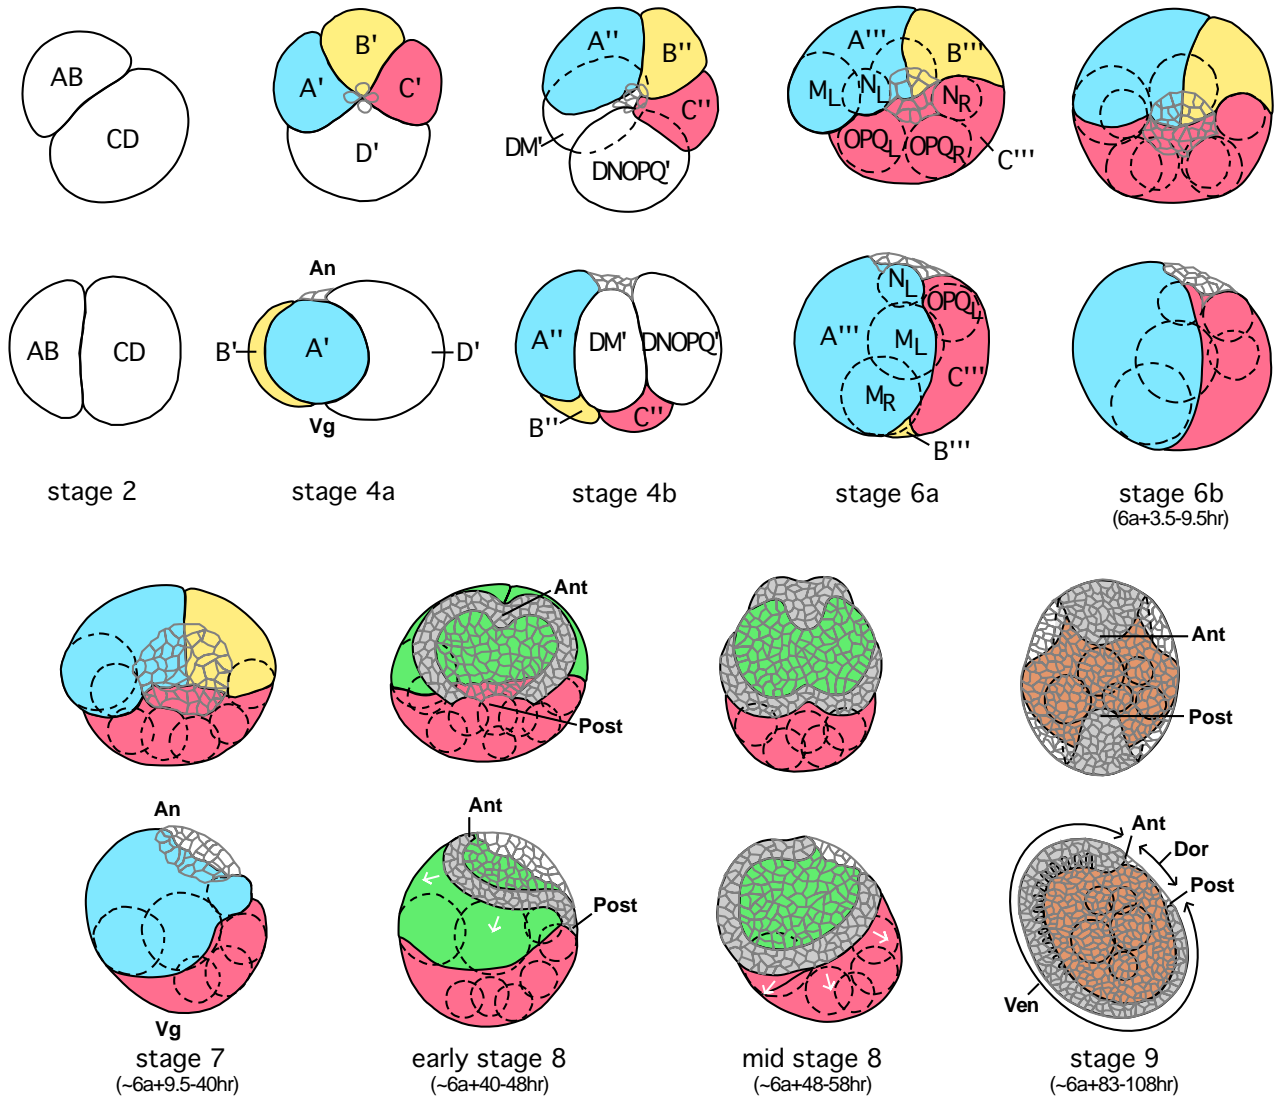 AB
CD
A'
B'
C'
D'
A''
B''
C''
DM'
DNOPQ'
A'''
B'''
ML
NL
NR
OPQL
OPQR
C'''
AB
CD
An
B'
A'
D'
Vg
A''
DM'
DNOPQ'
B''
C''
NL
OPQL
A'''
ML
C'''
MR
B'''
stage 2
stage 4a
stage 4b
stage 6a
stage 6b
(6a+3.5-9.5hr)
Ant
Post
Ant
Post
An
Vg
Ant
Post
Ant
Dor
Post
Ven
stage 7
(~6a+9.5-40hr)
early stage 8
(~6a+40-48hr)
mid stage 8
(~6a+48-58hr)
stage 9
(~6a+83-108hr)